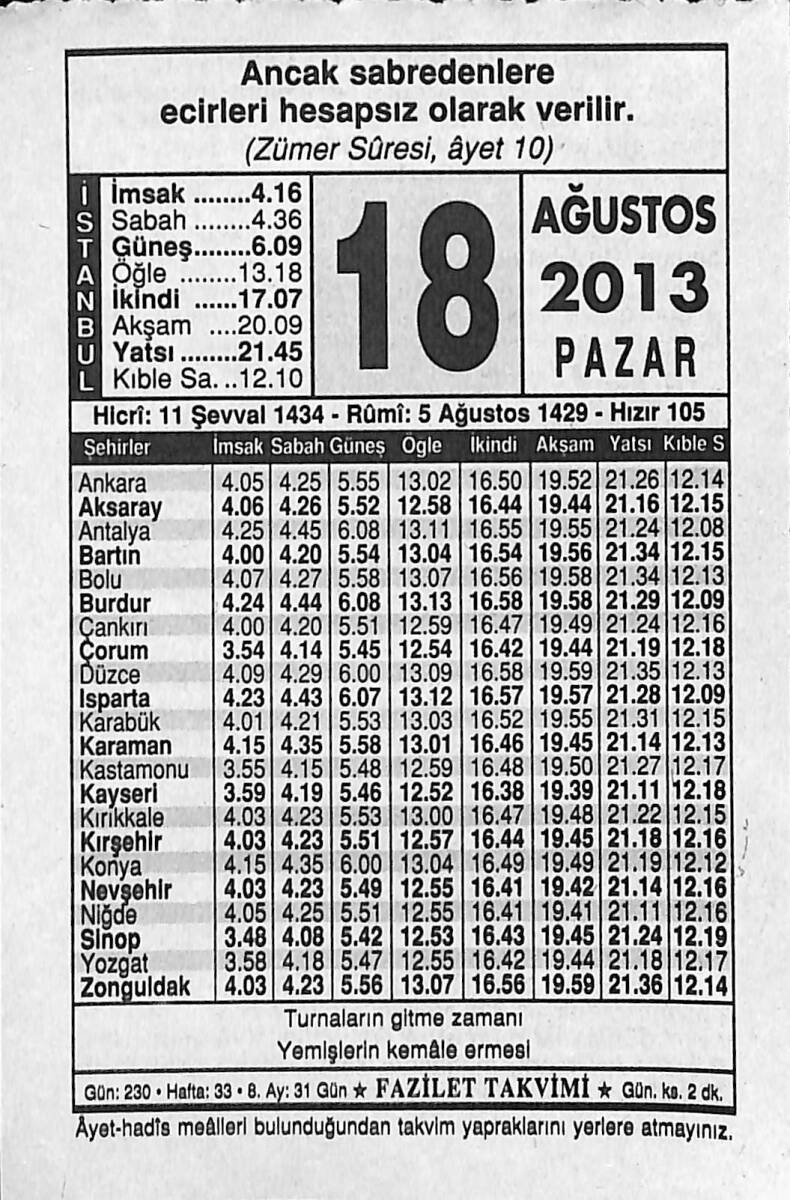 Ancak sabredenlere
ecirleri hesapsız olarak verilir.
(Zümer Sûresi, âyet 10)
İSTANBUL
İmsak ........4.16
Sabah ........4.36
Güneş........6.09
Öğle ........13.18
İkindi ......17.07
Akşam ....20.09
Yatsı ........21.45
Kıble Sa. ..12.10
18
AĞUSTOS
2013
PAZAR
Hicrî: 11 Şevval 1434 - Rûmî: 5 Ağustos 1429 - Hızır 105
Şehirler İmsak Sabah Güneş Ögle İkindi Akşam Yatsı Kıble S
Ankara 4.05 4.25 5.55 13.02 16.50 19.52 21.26 12.14
Aksaray 4.06 4.26 5.52 12.58 16.44 19.44 21.16 12.15
Antalya 4.25 4.45 6.08 13.11 16.55 19.55 21.24 12.08
Bartın 4.00 4.20 5.54 13.04 16.54 19.56 21.34 12.15
Bolu 4.07 4.27 5.58 13.07 16.56 19.58 21.34 12.13
Burdur 4.24 4.44 6.08 13.13 16.58 19.58 21.29 12.09
Çankırı 4.00 4.20 5.51 12.59 16.47 19.49 21.24 12.16
Çorum 3.54 4.14 5.45 12.54 16.42 19.44 21.19 12.18
Düzce 4.09 4.29 6.00 13.09 16.58 19.59 21.35 12.13
Isparta 4.23 4.43 6.07 13.12 16.57 19.57 21.28 12.09
Karabük 4.01 4.21 5.53 13.03 16.52 19.55 21.31 12.15
Karaman 4.15 4.35 5.58 13.01 16.46 19.45 21.14 12.13
Kastamonu 3.55 4.15 5.48 12.59 16.48 19.50 21.27 12.17
Kayseri 3.59 4.19 5.46 12.52 16.38 19.39 21.11 12.18
Kırıkkale 4.03 4.23 5.53 13.00 16.47 19.48 21.22 12.15
Kırşehir 4.03 4.23 5.51 12.57 16.44 19.45 21.18 12.16
Konya 4.15 4.35 6.00 13.04 16.49 19.49 21.19 12.12
Nevşehir 4.03 4.23 5.49 12.55 16.41 19.42 21.14 12.16
Niğde 4.05 4.25 5.51 12.55 16.41 19.41 21.11 12.16
Sinop 3.48 4.08 5.42 12.53 16.43 19.45 21.24 12.19
Yozgat 3.58 4.18 5.47 12.55 16.42 19.44 21.18 12.17
Zonguldak 4.03 4.23 5.56 13.07 16.56 19.59 21.36 12.14
Turnaların gitme zamanı
Yemişlerin kemâle ermesi
Gün: 230 • Hafta: 33 • 8. Ay: 31 Gün ★ FAZİLET TAKVİMİ ★ Gün. ks. 2 dk.
Âyet-hadîs meâlleri bulunduğundan takvim yapraklarını yerlere atmayınız.